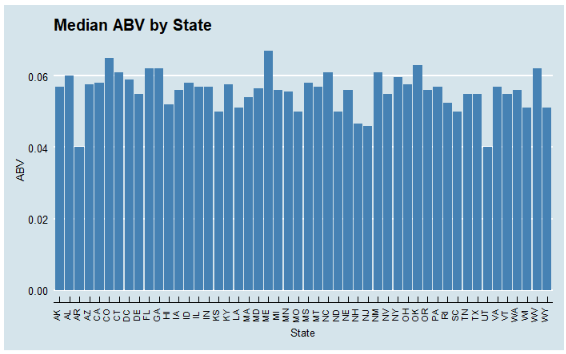 Median ABV by State
0.06
0.04
0.02
0.00
ABV
AK AL AR AZ CA CO CT DC DE FL GA HI IA ID IL IN KS KY LA MA MD ME MI MN MO MS MT NC ND NE NH NJ NM NV NY OH OK OR PA RI SC TN TX UT VA VT WA WI WV WY
State